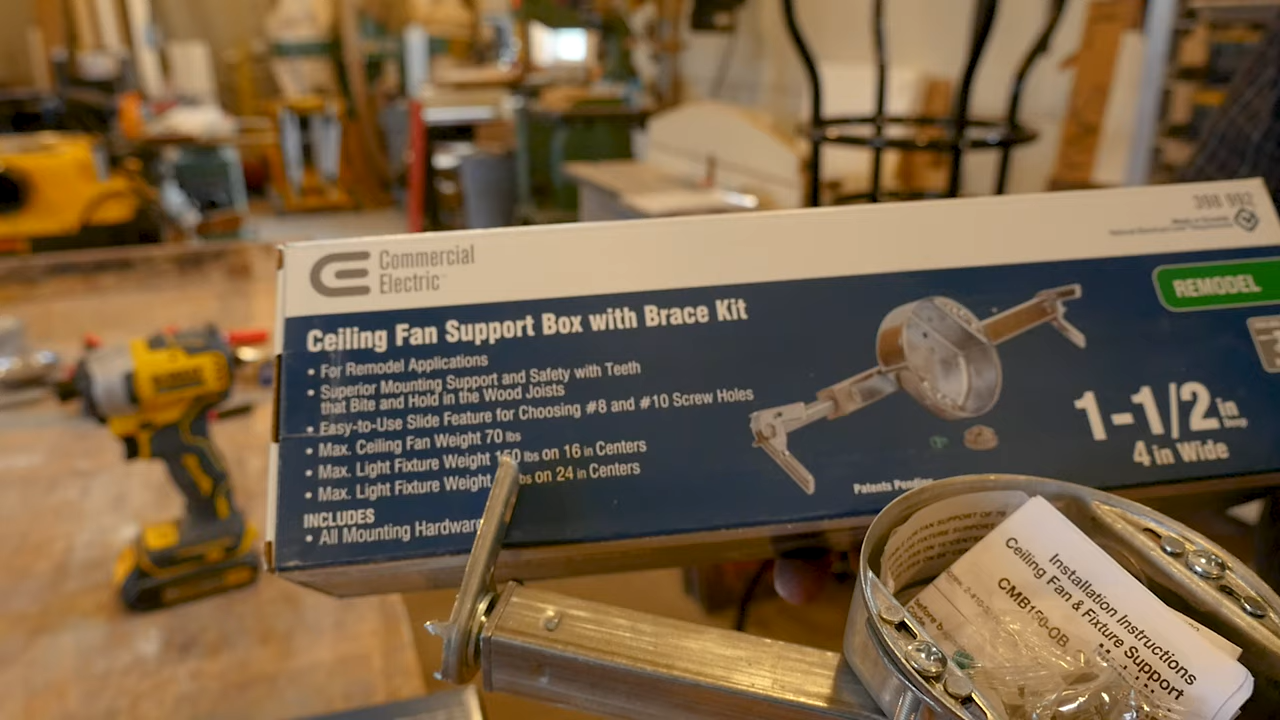 398 992
Commercial
Electric
REMODEL
Ceiling Fan Support Box with Brace Kit
• For Remodel Applications
• Superior Mounting Support and Safety with Teeth
that Bite and Hold in the Wood Joists
• Easy-to-Use Slide Feature for Choosing #8 and #10 Screw Holes
• Max. Ceiling Fan Weight 70 lbs
• Max. Light Fixture Weight 150 lbs on 16 in Centers
• Max. Light Fixture Weight lbs on 24 in Centers
INCLUDES
• All Mounting Hardware
1-1/2 in
4 in Wide
Patents Pending
Installation Instructions
Ceiling Fan & Fixture Support
CMB150-OB